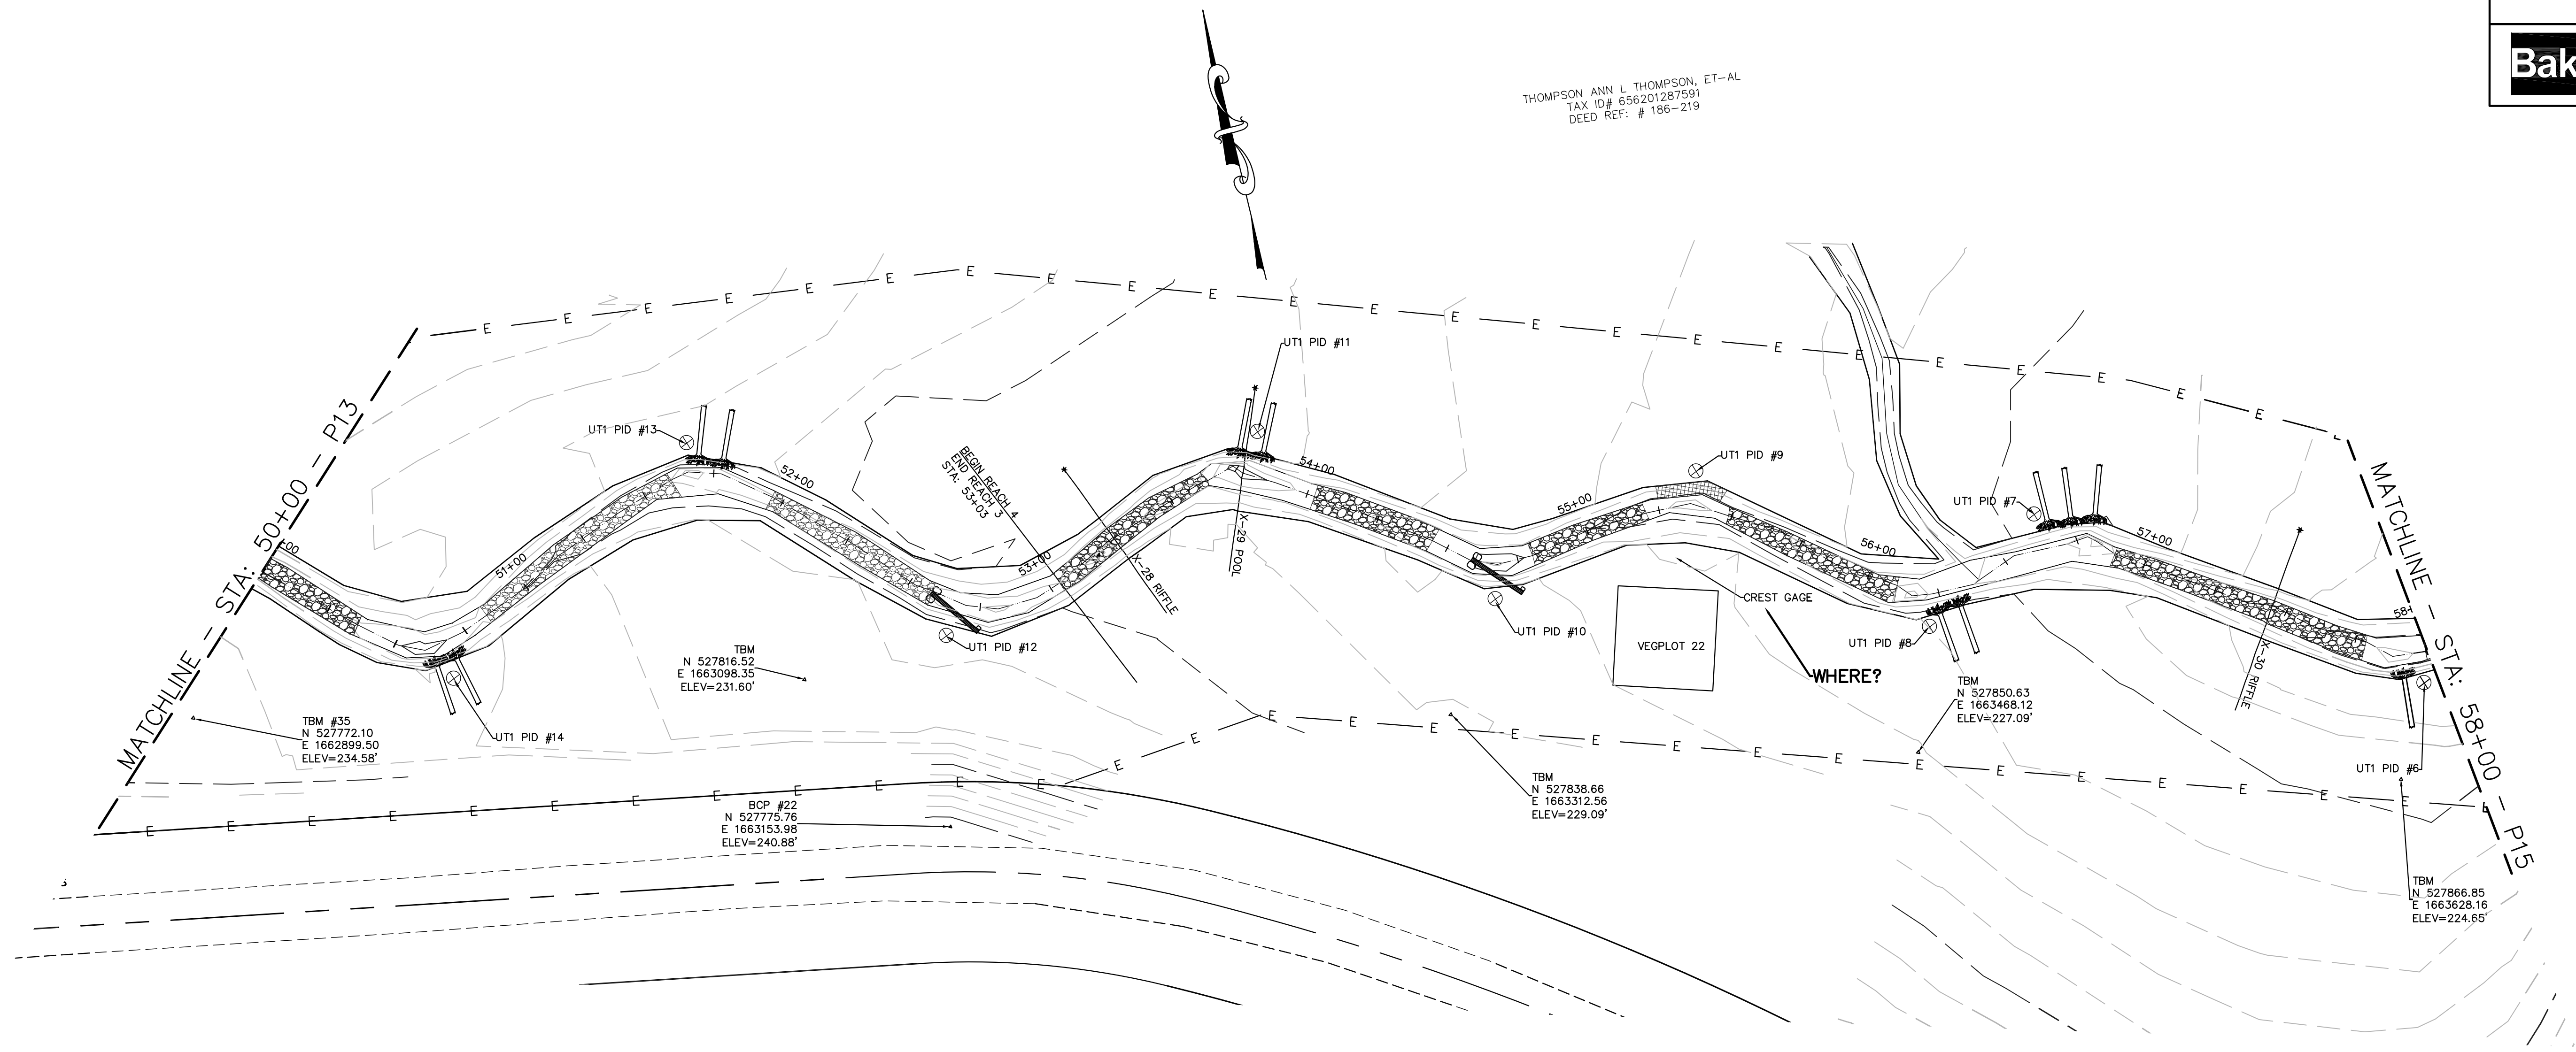 Bak
THOMPSON ANN L THOMPSON, ET-AL
TAX ID# 656201287591
DEED REF: # 186-219
MATCHLINE - STA: 50+00 - P13
E E E E E E E E E E E E E E E E E E E E E E E
UT1 PID #11
UT1 PID #13
52+00
BEGIN REACH 4
END REACH 3
STA: 53+03
54+00
UT1 PID #9
55+00
UT1 PID #7
57+00
MATCHLINE - STA: 58+00 - P15
51+00
53+00
X-28 RIFFLE
X-29 POOL
56+00
CREST GAGE
58+
UT1 PID #12
UT1 PID #10
VEGPLOT 22
UT1 PID #8
WHERE?
X-30 RIFFLE
TBM
N 527816.52
E 1663098.35
ELEV=231.60'
TBM #35
N 527772.10
E 1662899.50
ELEV=234.58'
UT1 PID #14
TBM
N 527850.63
E 1663468.12
ELEV=227.09'
UT1 PID #6
TBM
N 527838.66
E 1663312.56
ELEV=229.09'
BCP #22
N 527775.76
E 1663153.98
ELEV=240.88'
E E E E E E E E E E E E E E E E E E E E E E E E E E E E E
TBM
N 527866.85
E 1663628.16
ELEV=224.65'